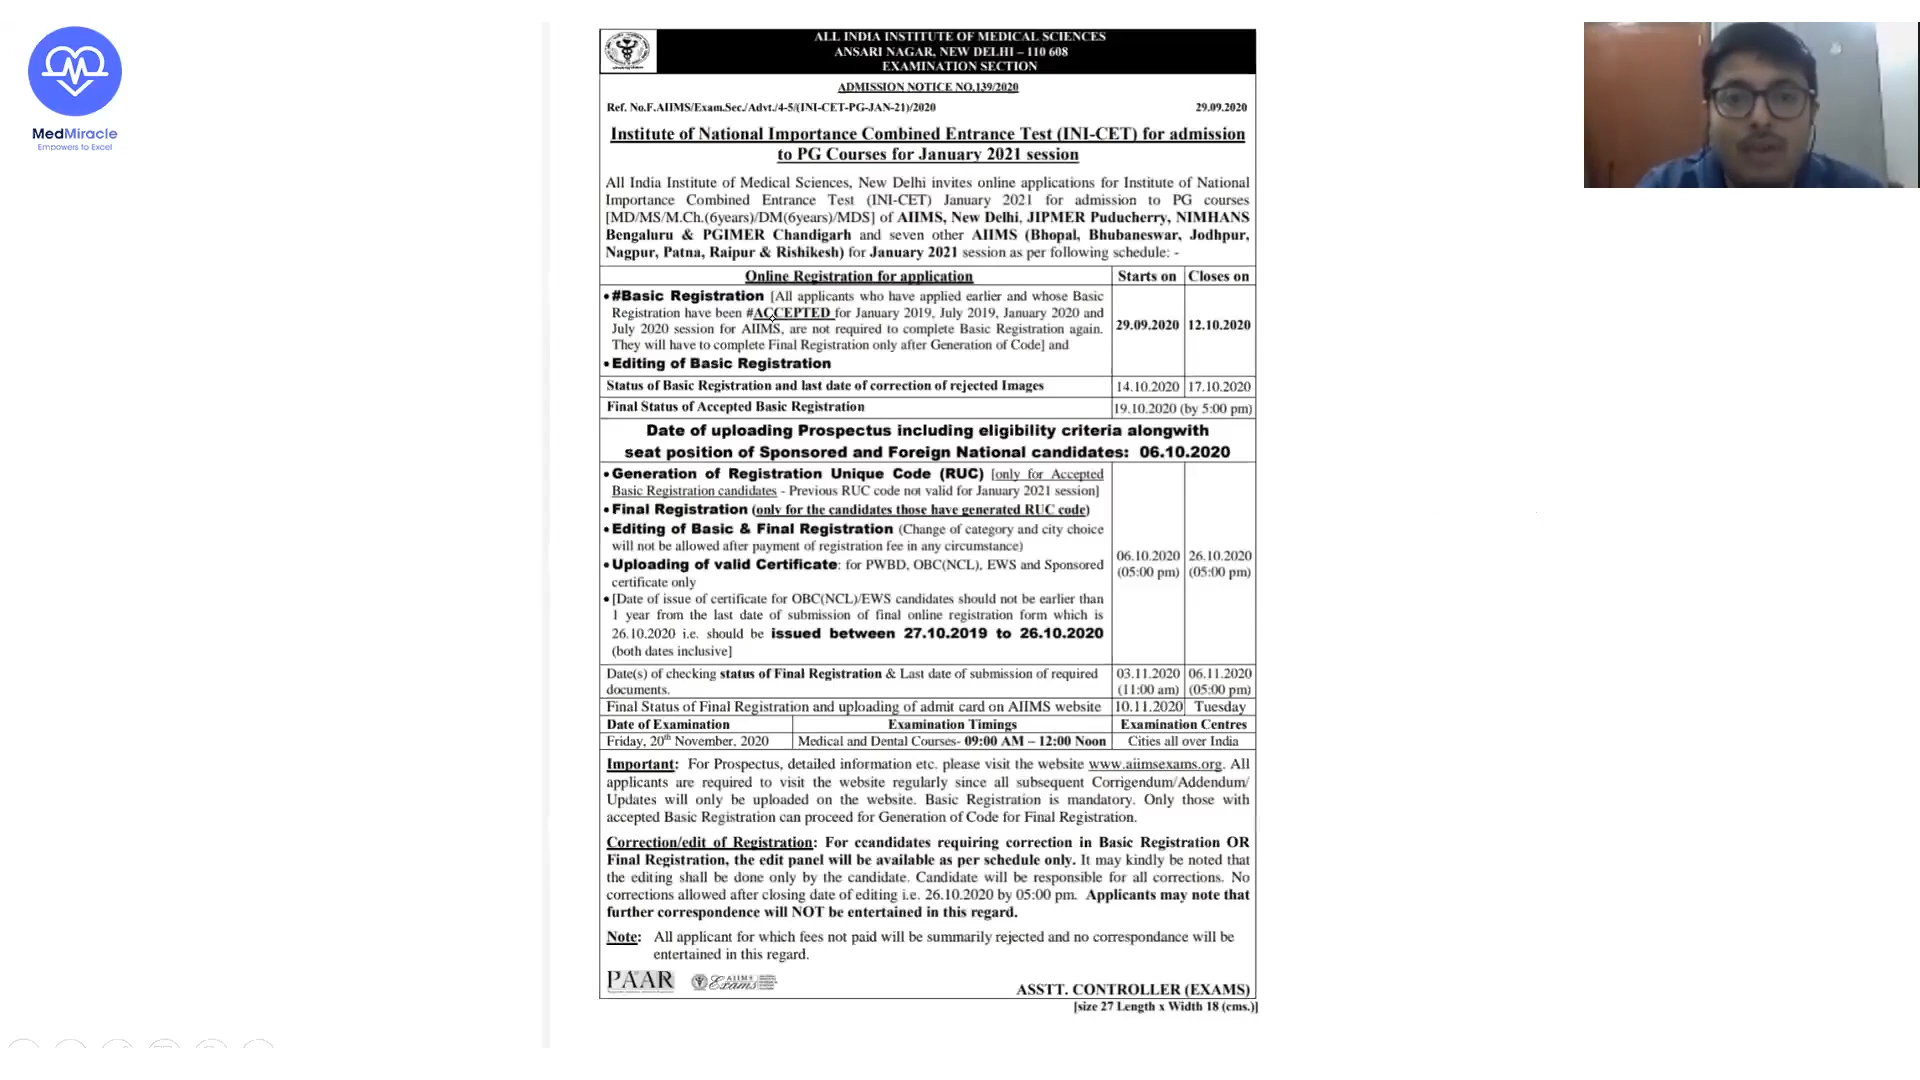 MedMiracle
Empowers to Excel
ALL INDIA INSTITUTE OF MEDICAL SCIENCES
ANSARI NAGAR, NEW DELHI – 110 608
EXAMINATION SECTION
ADMISSION NOTICE NO.139/2020
Ref. No.F.AIIMS/Exam.Sec./Advt./4-5/(INI-CET-PG-JAN-21)/2020 29.09.2020
Institute of National Importance Combined Entrance Test (INI-CET) for admission
to PG Courses for January 2021 session
All India Institute of Medical Sciences, New Delhi invites online applications for Institute of National
Importance Combined Entrance Test (INI-CET) January 2021 for admission to PG courses
[MD/MS/M.Ch.(6years)/DM(6years)/MDS] of AIIMS, New Delhi, JIPMER Puducherry, NIMHANS
Bengaluru & PGIMER Chandigarh and seven other AIIMS (Bhopal, Bhubaneswar, Jodhpur,
Nagpur, Patna, Raipur & Rishikesh) for January 2021 session as per following schedule: -
Online Registration for application Starts on Closes on
• #Basic Registration [All applicants who have applied earlier and whose Basic
Registration have been #ACCEPTED for January 2019, July 2019, January 2020 and
July 2020 session for AIIMS, are not required to complete Basic Registration again.
They will have to complete Final Registration only after Generation of Code] and
• Editing of Basic Registration
29.09.2020 12.10.2020
Status of Basic Registration and last date of correction of rejected Images 14.10.2020 17.10.2020
Final Status of Accepted Basic Registration 19.10.2020 (by 5:00 pm)
Date of uploading Prospectus including eligibility criteria alongwith
seat position of Sponsored and Foreign National candidates: 06.10.2020
• Generation of Registration Unique Code (RUC) [only for Accepted
Basic Registration candidates - Previous RUC code not valid for January 2021 session]
• Final Registration (only for the candidates those have generated RUC code)
• Editing of Basic & Final Registration (Change of category and city choice
will not be allowed after payment of registration fee in any circumstance)
• Uploading of valid Certificate: for PWBD, OBC(NCL), EWS and Sponsored
certificate only
• [Date of issue of certificate for OBC(NCL)/EWS candidates should not be earlier than
1 year from the last date of submission of final online registration form which is
26.10.2020 i.e. should be issued between 27.10.2019 to 26.10.2020
(both dates inclusive]
06.10.2020 26.10.2020
(05:00 pm) (05:00 pm)
Date(s) of checking status of Final Registration & Last date of submission of required 03.11.2020 06.11.2020
documents. (11:00 am) (05:00 pm)
Final Status of Final Registration and uploading of admit card on AIIMS website 10.11.2020 Tuesday
Date of Examination Examination Timings Examination Centres
Friday, 20th November, 2020 Medical and Dental Courses- 09:00 AM – 12:00 Noon Cities all over India
Important: For Prospectus, detailed information etc. please visit the website www.aiimsexams.org. All
applicants are required to visit the website regularly since all subsequent Corrigendum/Addendum/
Updates will only be uploaded on the website. Basic Registration is mandatory. Only those with
accepted Basic Registration can proceed for Generation of Code for Final Registration.
Correction/edit of Registration: For ccandidates requiring correction in Basic Registration OR
Final Registration, the edit panel will be available as per schedule only. It may kindly be noted that
the editing shall be done only by the candidate. Candidate will be responsible for all corrections. No
corrections allowed after closing date of editing i.e. 26.10.2020 by 05:00 pm. Applicants may note that
further correspondence will NOT be entertained in this regard.
Note: All applicant for which fees not paid will be summarily rejected and no correspondance will be
entertained in this regard.
PAAR AIIMS Exams
ASSTT. CONTROLLER (EXAMS)
[size 27 Length x Width 18 (cms.)]